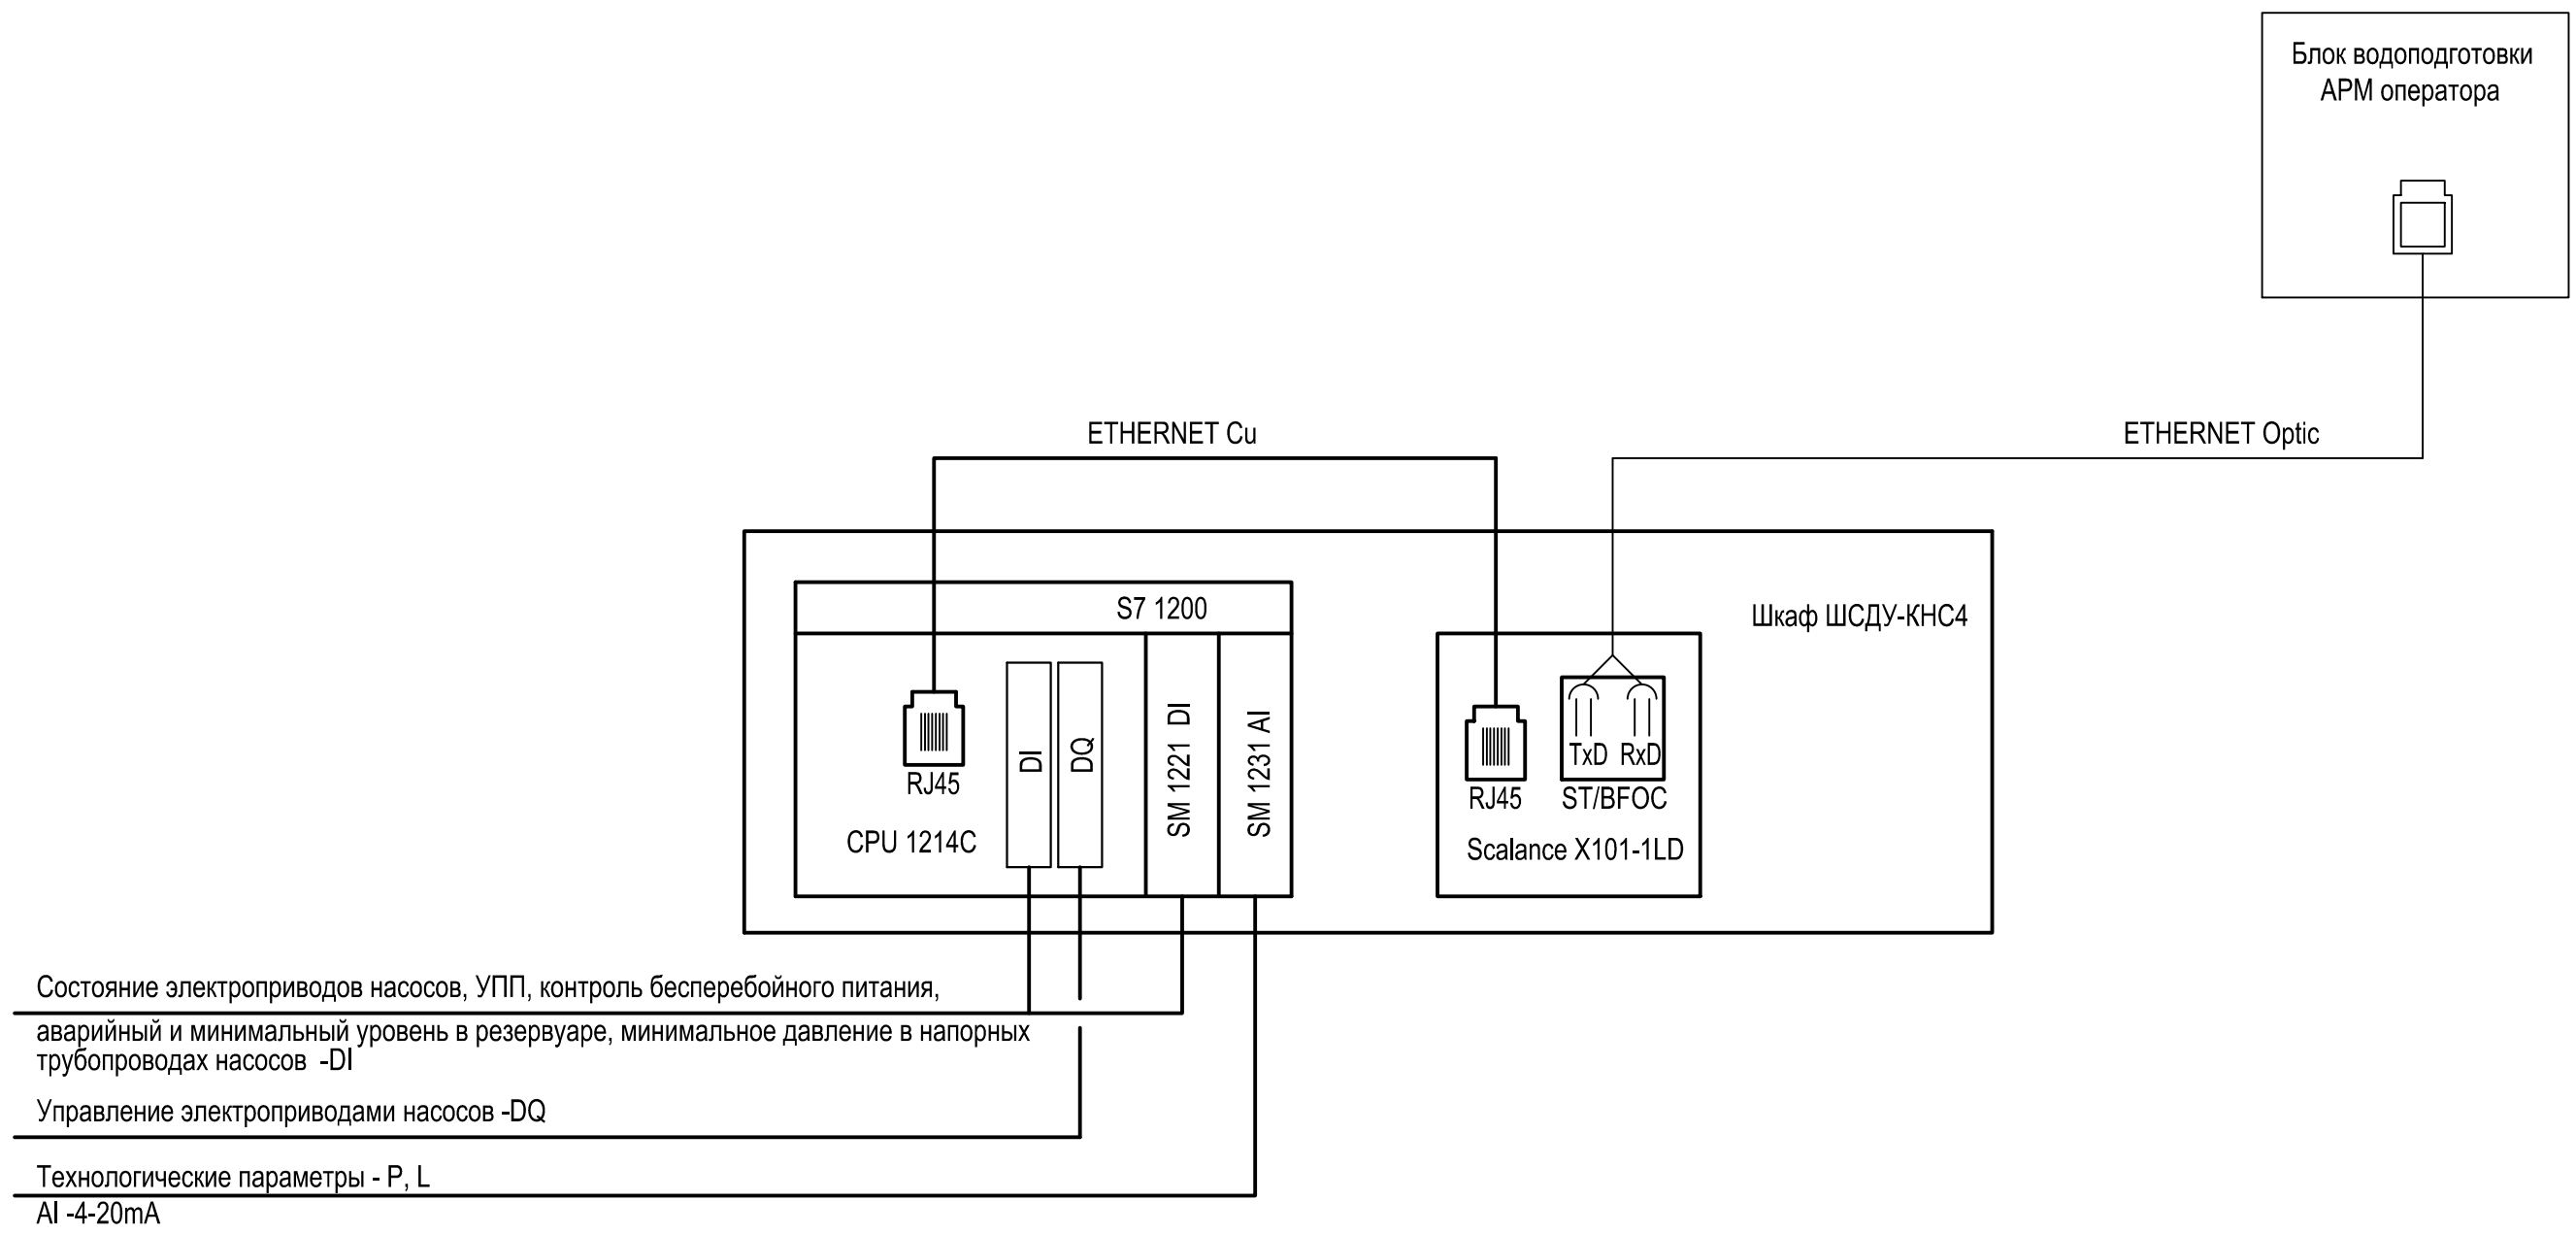 Блок водоподготовки
АРМ оператора
ETHERNET Cu
ETHERNET Optic
S7 1200
Шкаф ШСДУ-КНС4
DI
DQ
SM 1221 DI
SM 1231 AI
RJ45
CPU 1214C
TxD RxD
RJ45
ST/BFOC
Scalance X101-1LD
Состояние электроприводов насосов, УПП, контроль бесперебойного питания,
аварийный и минимальный уровень в резервуаре, минимальное давление в напорных
трубопроводах насосов -DI
Управление электроприводами насосов -DQ
Технологические параметры - P, L
AI -4-20mA